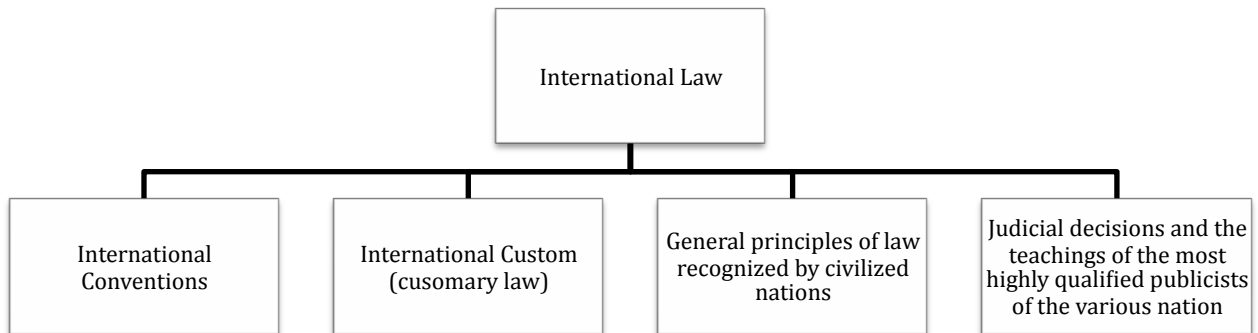 International Law
International
Conventions
International Custom
(cusomary law)
General principles of law
recognized by civilized
nations
Judicial decisions and the
teachings of the most
highly qualified publicists
of the various nation